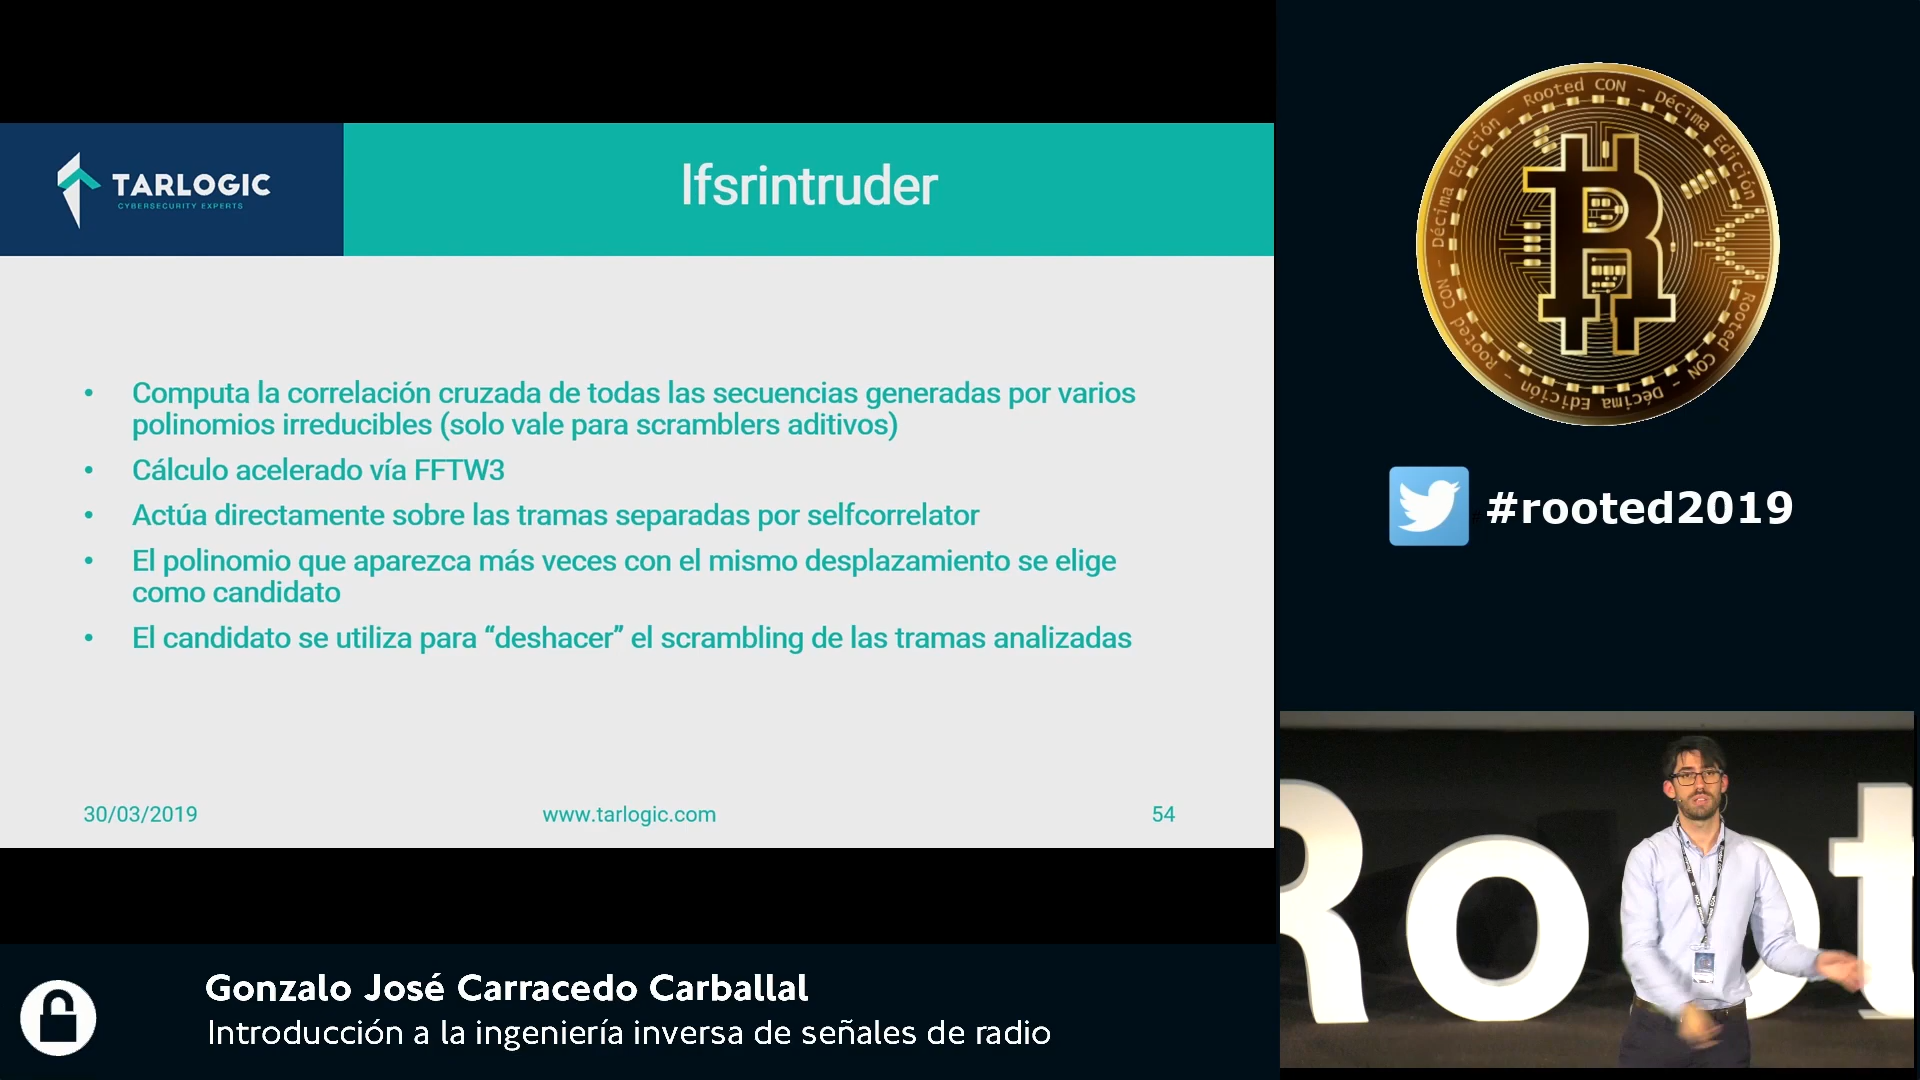 TARLOGIC
CYBERSECURITY EXPERTS
lfsrintruder
• Computa la correlación cruzada de todas las secuencias generadas por varios
polinomios irreducibles (solo vale para scramblers aditivos)
• Cálculo acelerado vía FFTW3
• Actúa directamente sobre las tramas separadas por selfcorrelator
• El polinomio que aparezca más veces con el mismo desplazamiento se elige
como candidato
• El candidato se utiliza para “deshacer” el scrambling de las tramas analizadas
30/03/2019
www.tarlogic.com
54
Rooted CON - Décima Edición - Rooted CON - Décima Edición - Rooted CON - Décima Edición -
#rooted2019
Root
Gonzalo José Carracedo Carballal
Introducción a la ingeniería inversa de señales de radio